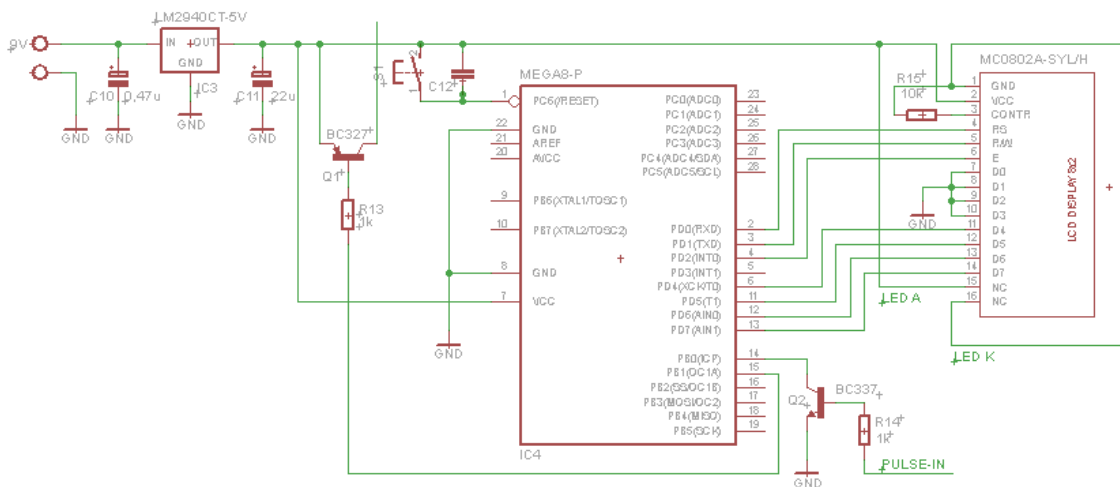 LM2940CT-5V
9V
IN
OUT
GND
IC3
C10
0,47u
C11
22u
GND
GND
GND
GND
BC327
Q1
R13
1k
S1
2
1
C12
MEGA8-P
1 PC6(/RESET)
22 GND
21 AREF
20 AVCC
9 PB6(XTAL1/TOSC1)
10 PB7(XTAL2/TOSC2)
8 GND
7 VCC
GND
PC0(ADC0) 23
PC1(ADC1) 24
PC2(ADC2) 25
PC3(ADC3) 26
PC4(ADC4/SDA) 27
PC5(ADC5/SCL) 28
PD0(RXD) 2
PD1(TXD) 3
PD2(INT0) 4
PD3(INT1) 5
PD4(XCK/T0) 6
PD5(T1) 11
PD6(AIN0) 12
PD7(AIN1) 13
PB0(ICP) 14
PB1(OC1A) 15
PB2(SS/OC1B) 16
PB3(MOSI/OC2) 17
PB4(MISO) 18
PB5(SCK) 19
IC4
BC337
Q2
R14
1k
PULSE-IN
GND
MC0802A-SYL/H
R15
10k
1 GND
2 VCC
3 CONTR
4 RS
5 R/W
6 E
7 D0
8 D1
9 D2
10 D3
11 D4
12 D5
13 D6
14 D7
15 NC
16 NC
LCD DISPLAY 8x2
GND
LED A
LED K